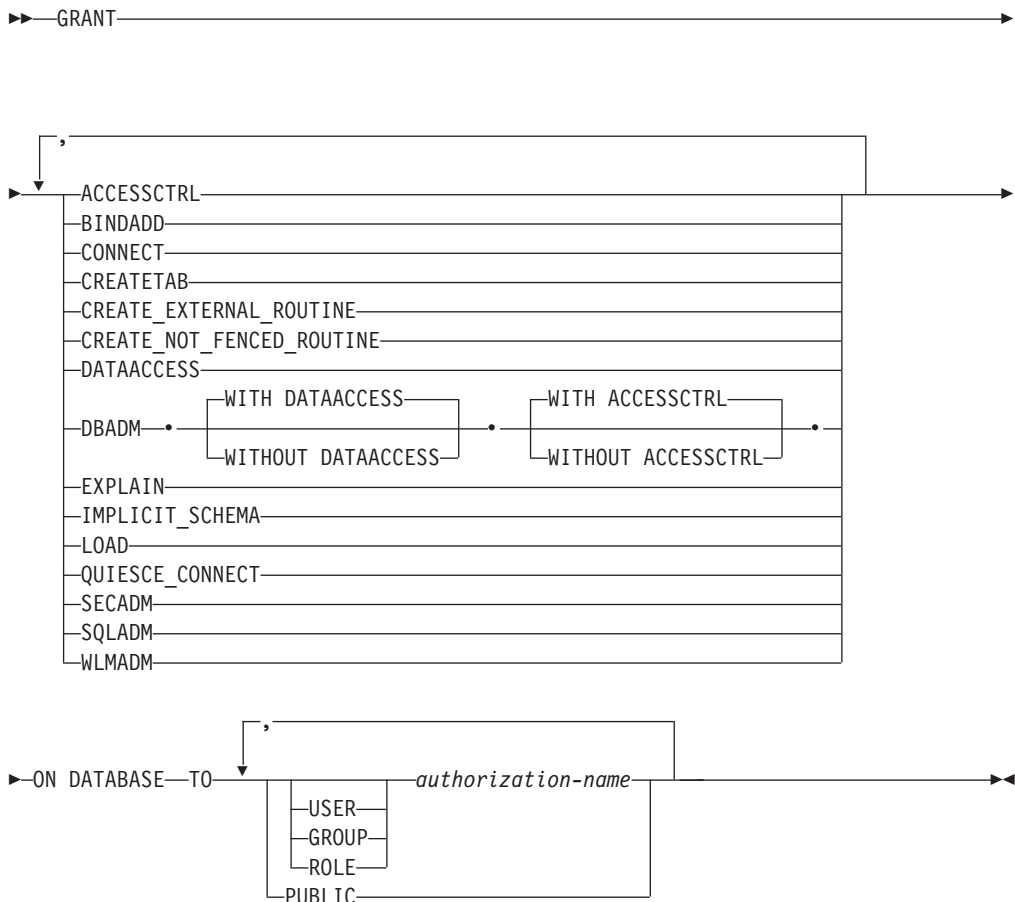 GRANT
,
ACCESSCTRL
BINDADD
CONNECT
CREATETAB
CREATE_EXTERNAL_ROUTINE
CREATE_NOT_FENCED_ROUTINE
DATAACCESS
WITH DATAACCESS WITH ACCESSCTRL
DBADM
WITHOUT DATAACCESS WITHOUT ACCESSCTRL
EXPLAIN
IMPLICIT_SCHEMA
LOAD
QUIESCE_CONNECT
SECADM
SQLADM
WLMADM
,
ON DATABASE TO authorization-name
USER
GROUP
ROLE
PUBLIC